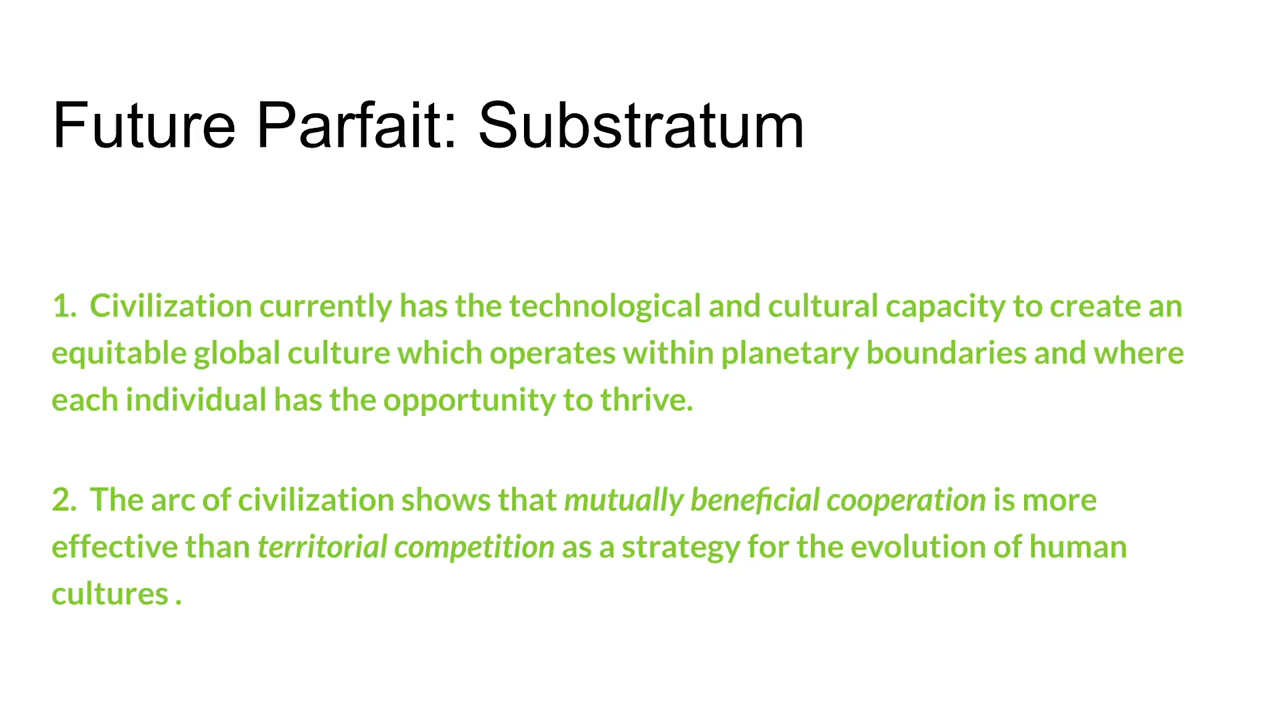 Future Parfait: Substratum
1. Civilization currently has the technological and cultural capacity to create an
equitable global culture which operates within planetary boundaries and where
each individual has the opportunity to thrive.
2. The arc of civilization shows that mutually beneficial cooperation is more
effective than territorial competition as a strategy for the evolution of human
cultures .